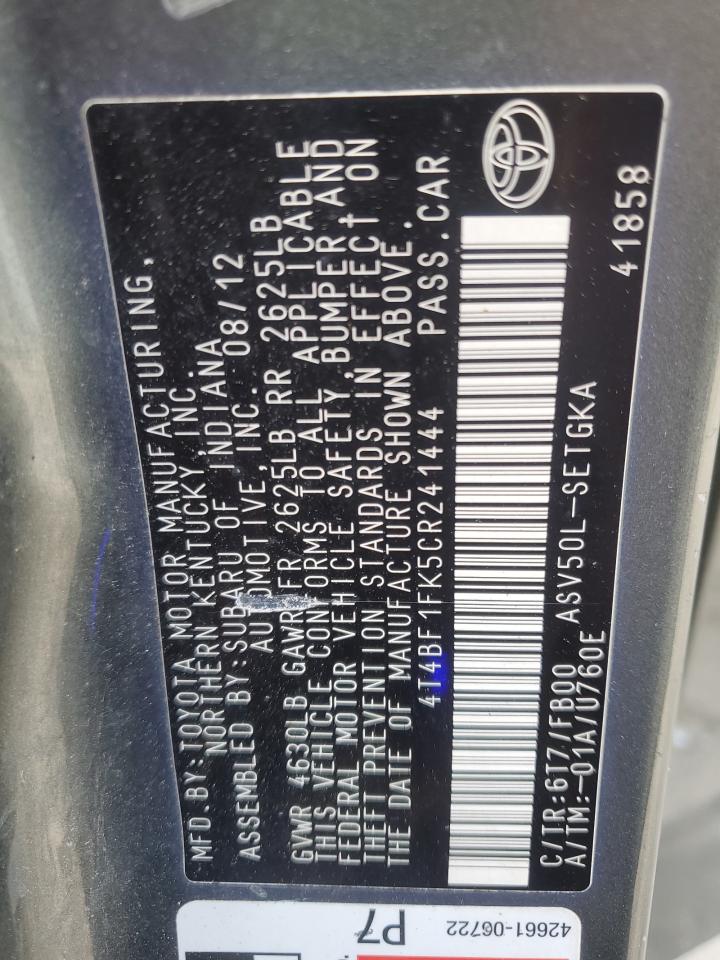 MFD.BY:TOYOTA MOTOR MANUFACTURING,
NORTHERN KENTUCKY,INC.
ASSEMBLED BY:SUBARU OF INDIANA
AUTOMOTIVE, INC. 08/12
GVWR 4630LB GAWR FR 2625LB RR 2625LB
THIS VEHICLE CONFORMS TO ALL APPLICABLE
FEDERAL MOTOR VEHICLE SAFETY, BUMPER AND
THEFT PREVENTION STANDARDS IN EFFECT ON
THE DATE OF MANUFACTURE SHOWN ABOVE.
4T4BF1FK5CR241444 PASS.CAR
C/TR:617/FB00 ASV50L-SETGKA
A/TM:-01A/U760E 41858
P7
42661-06722